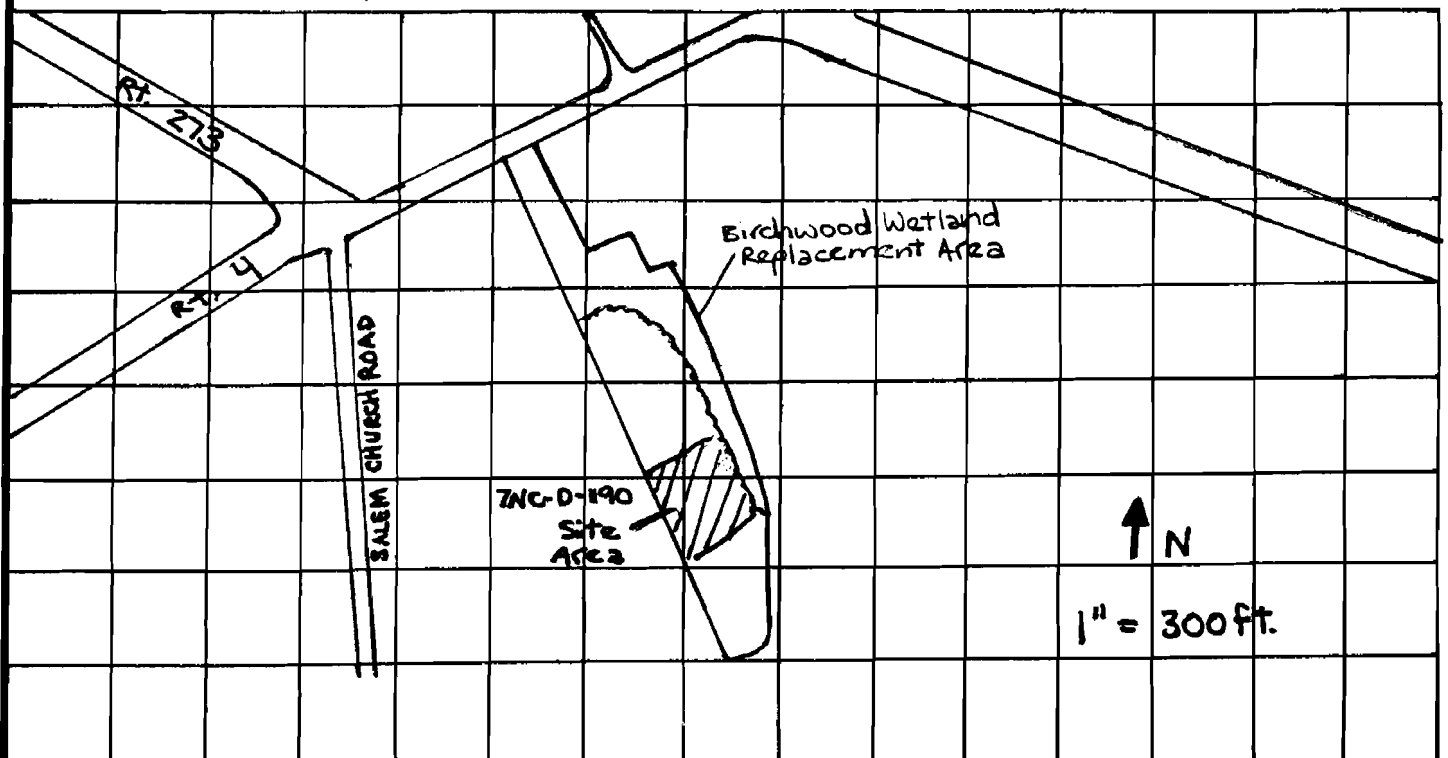 Rt. 273
Birchwood Wetland
Replacement Area
Rt. 4
SALEM CHURCH ROAD
7NC-D-190
Site
Area
N
1" = 300 ft.